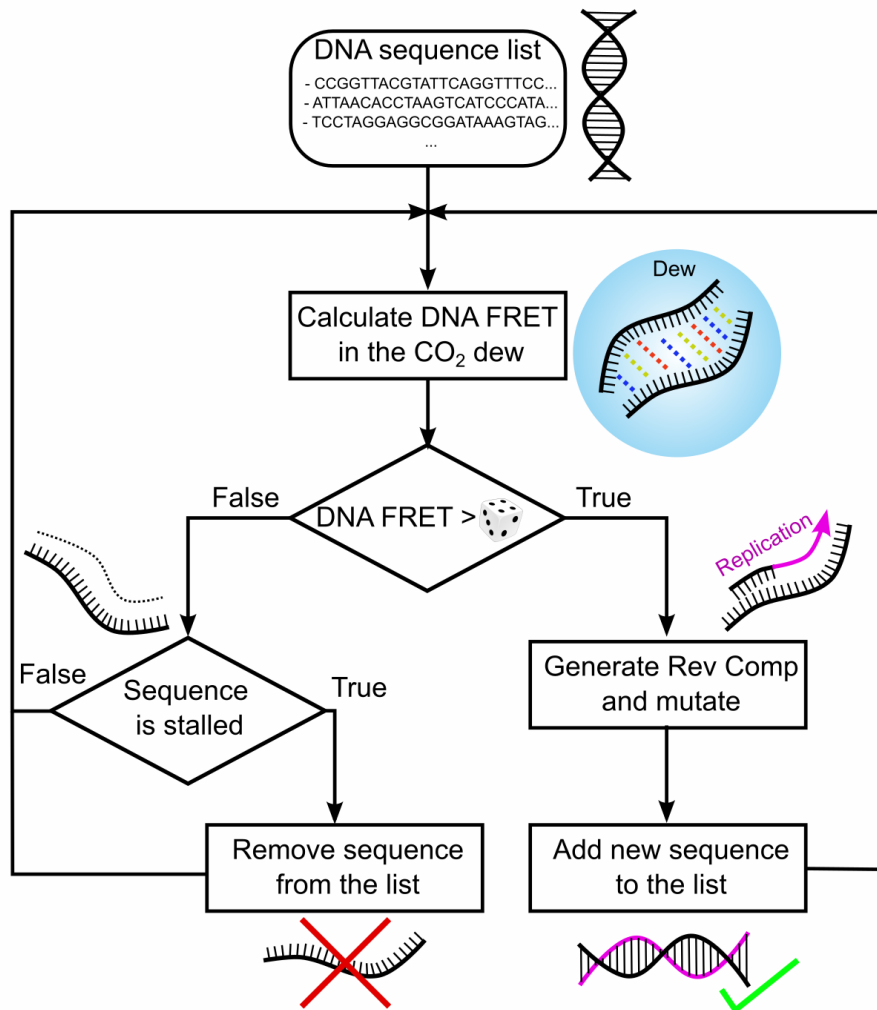 DNA sequence list
- CCGGTTACGTATTCAGGTTTCC...
- ATTAACACCTAAGTCATCCCATA...
- TCCTAGGAGGCGGATAAAGTAG...
...
Dew
Calculate DNA FRET
in the CO₂ dew
False
True
DNA FRET >
Replication
False
True
Sequence
is stalled
Generate Rev Comp
and mutate
Remove sequence
from the list
Add new sequence
to the list